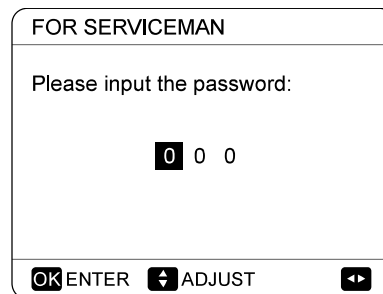 FOR SERVICEMAN
Please input the password:
0 0 0
OK ENTER ADJUST